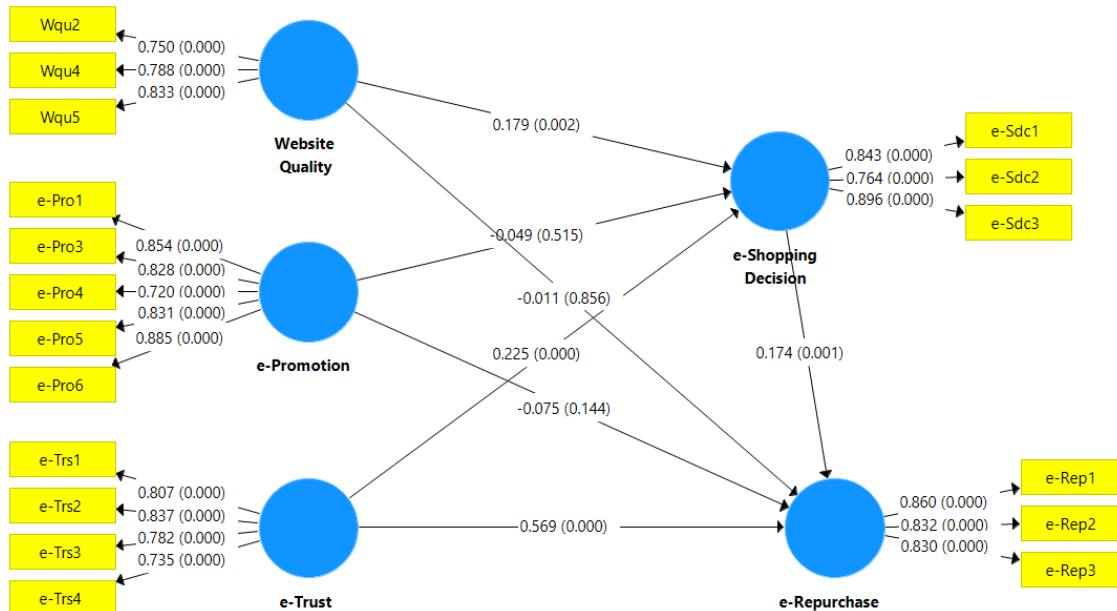 Wqu2
Wqu4
Wqu5
0.750 (0.000)
0.788 (0.000)
0.833 (0.000)
Website
Quality
0.179 (0.002)
e-Sdc1
e-Sdc2
e-Sdc3
0.843 (0.000)
0.764 (0.000)
0.896 (0.000)
e-Shopping
Decision
e-Pro1
e-Pro3
e-Pro4
e-Pro5
e-Pro6
0.854 (0.000)
0.828 (0.000)
0.720 (0.000)
0.831 (0.000)
0.885 (0.000)
e-Promotion
-0.049 (0.515)
-0.011 (0.856)
0.225 (0.000)
-0.075 (0.144)
0.174 (0.001)
e-Trs1
e-Trs2
e-Trs3
e-Trs4
0.807 (0.000)
0.837 (0.000)
0.782 (0.000)
0.735 (0.000)
e-Trust
0.569 (0.000)
e-Rep1
e-Rep2
e-Rep3
0.860 (0.000)
0.832 (0.000)
0.830 (0.000)
e-Repurchase